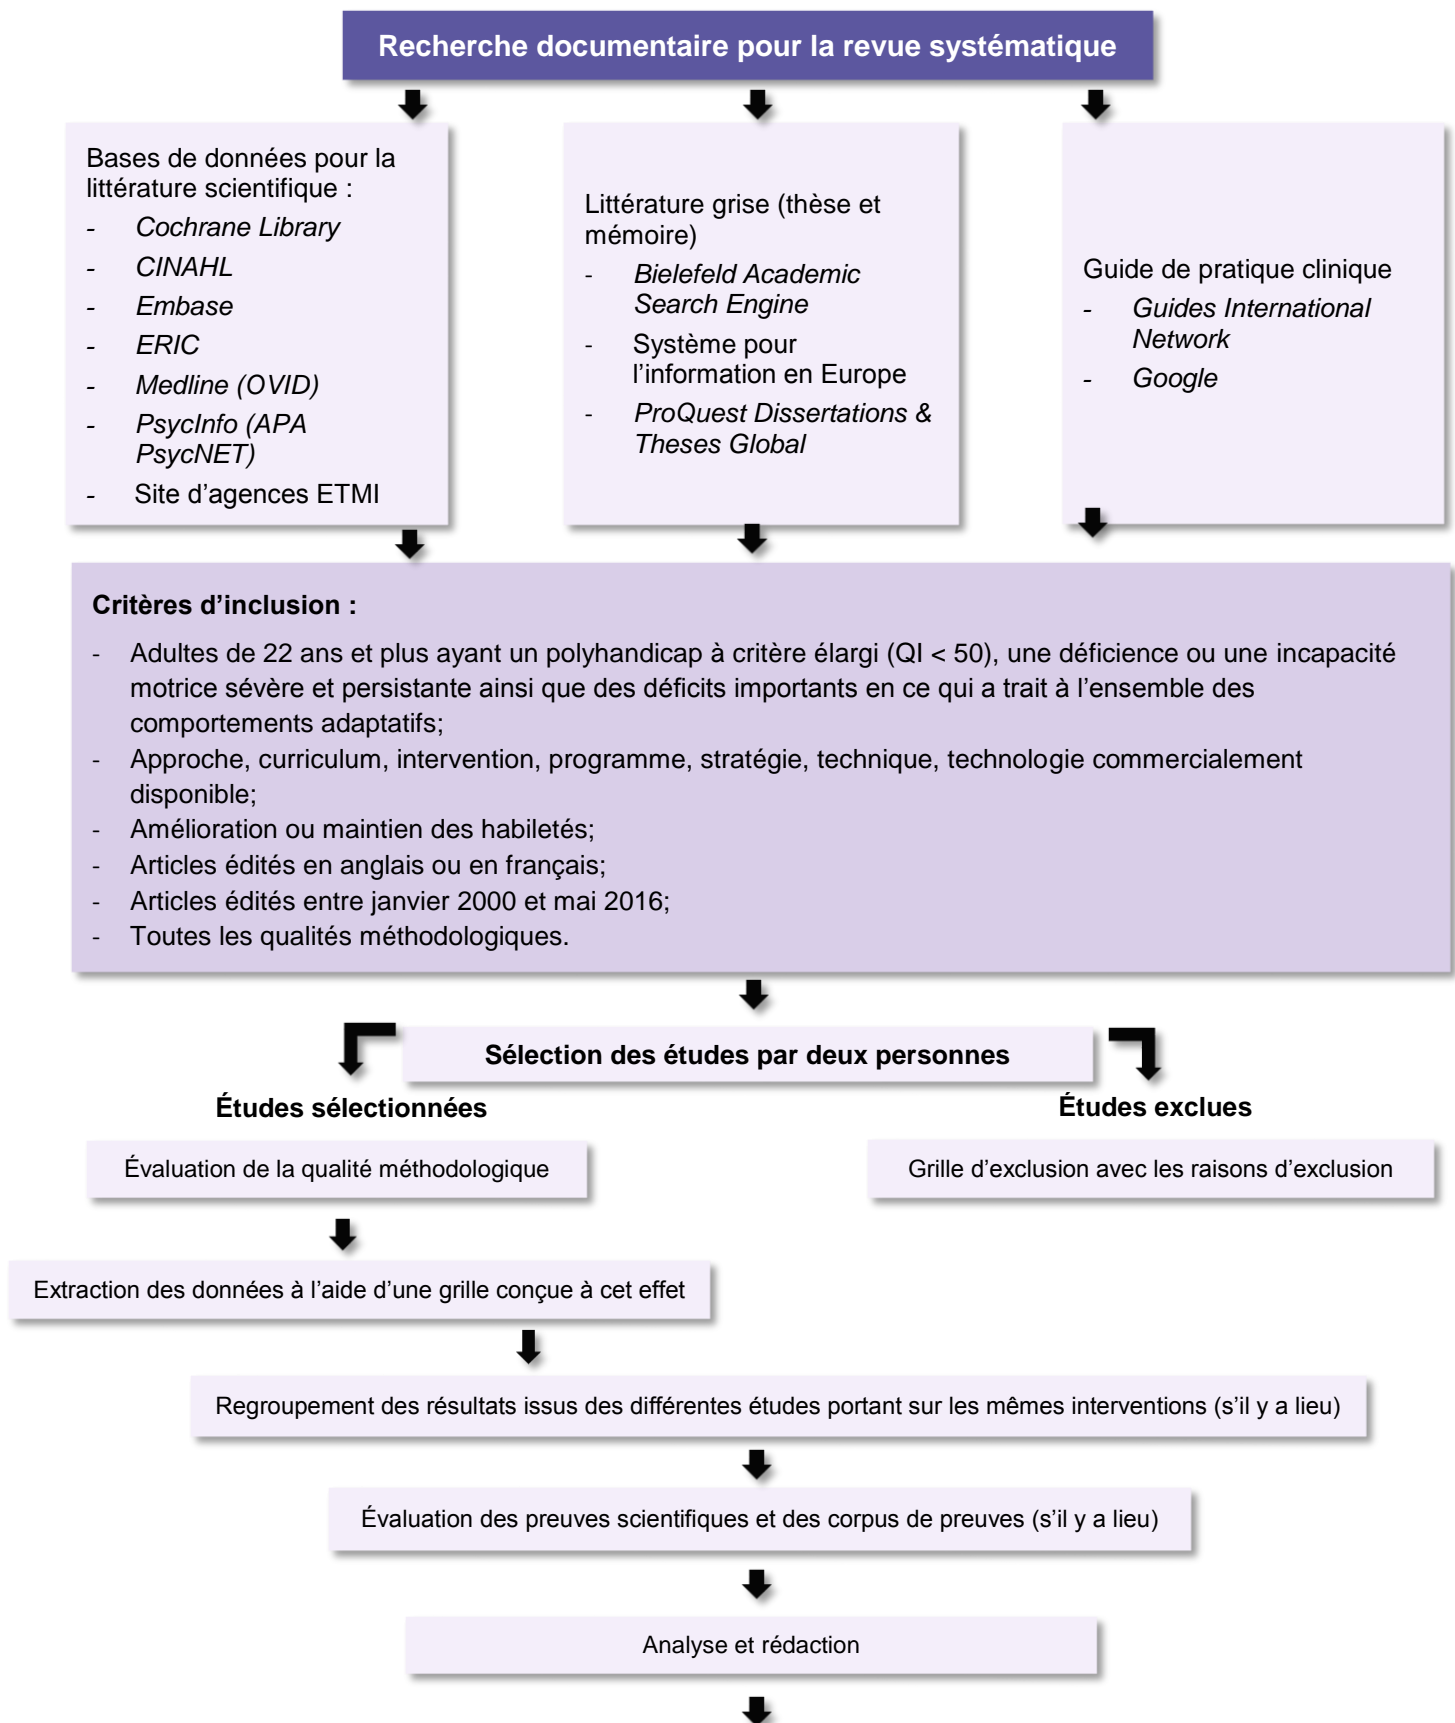 Recherche documentaire pour la revue systématique
Bases de données pour la
littérature scientifique :
- Cochrane Library
- CINAHL
- Embase
- ERIC
- Medline (OVID)
- PsycInfo (APA
PsycNET)
- Site d’agences ETMI
Littérature grise (thèse et
mémoire)
- Bielefeld Academic
Search Engine
- Système pour
l’information en Europe
- ProQuest Dissertations &
Theses Global
Guide de pratique clinique
- Guides International
Network
- Google
Critères d’inclusion :
- Adultes de 22 ans et plus ayant un polyhandicap à critère élargi (QI < 50), une déficience ou une incapacité
motrice sévère et persistante ainsi que des déficits importants en ce qui a trait à l’ensemble des
comportements adaptatifs;
- Approche, curriculum, intervention, programme, stratégie, technique, technologie commercialement
disponible;
- Amélioration ou maintien des habiletés;
- Articles édités en anglais ou en français;
- Articles édités entre janvier 2000 et mai 2016;
- Toutes les qualités méthodologiques.
Sélection des études par deux personnes
Études sélectionnées
Études exclues
Évaluation de la qualité méthodologique
Grille d’exclusion avec les raisons d’exclusion
Extraction des données à l’aide d’une grille conçue à cet effet
Regroupement des résultats issus des différentes études portant sur les mêmes interventions (s’il y a lieu)
Évaluation des preuves scientifiques et des corpus de preuves (s’il y a lieu)
Analyse et rédaction